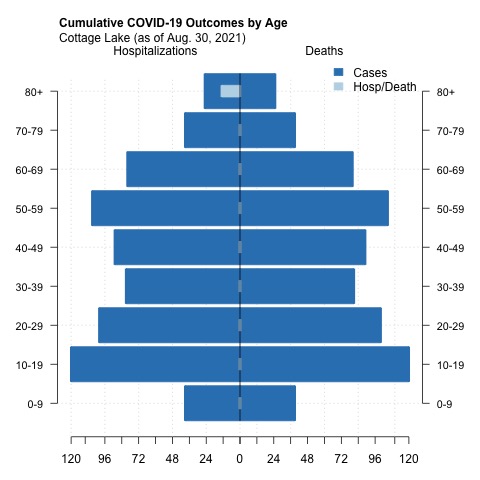 Cumulative COVID-19 Outcomes by Age
Cottage Lake (as of Aug. 30, 2021)
Hospitalizations Deaths
Cases
Hosp/Death
80+ 80+
70-79 70-79
60-69 60-69
50-59 50-59
40-49 40-49
30-39 30-39
20-29 20-29
10-19 10-19
0-9 0-9
120 96 72 48 24 0 24 48 72 96 120